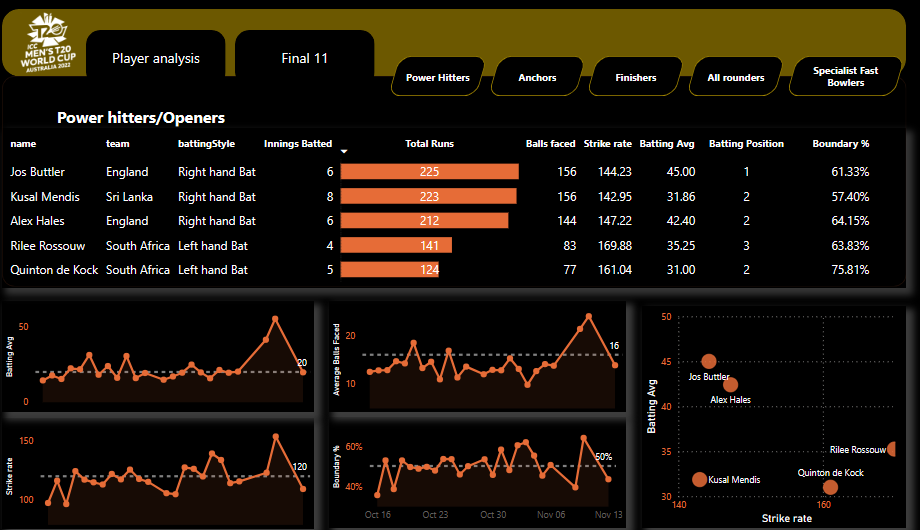 ICC
MEN'S T20
WORLD CUP
AUSTRALIA 2022
Player analysis
Final 11
Power Hitters
Anchors
Finishers
All rounders
Specialist Fast
Bowlers
Power hitters/Openers
name team battingStyle Innings Batted Total Runs Balls faced Strike rate Batting Avg Batting Position Boundary %
Jos Buttler England Right hand Bat 6 225 156 144.23 45.00 1 61.33%
Kusal Mendis Sri Lanka Right hand Bat 8 223 156 142.95 31.86 2 57.40%
Alex Hales England Right hand Bat 6 212 144 147.22 42.40 2 64.15%
Rilee Rossouw South Africa Left hand Bat 4 141 83 169.88 35.25 3 63.83%
Quinton de Kock South Africa Left hand Bat 5 124 77 161.04 31.00 2 75.81%
Batting Avg
50
0
20
Average Balls Faced
20
10
16
Strike rate
150
100
120
Boundary %
60%
40%
50%
Oct 16 Oct 23 Oct 30 Nov 06 Nov 13
Batting Avg
50
45
40
35
30
Jos Buttler
Alex Hales
Rilee Rossouw
Quinton de Kock
Kusal Mendis
140 160
Strike rate